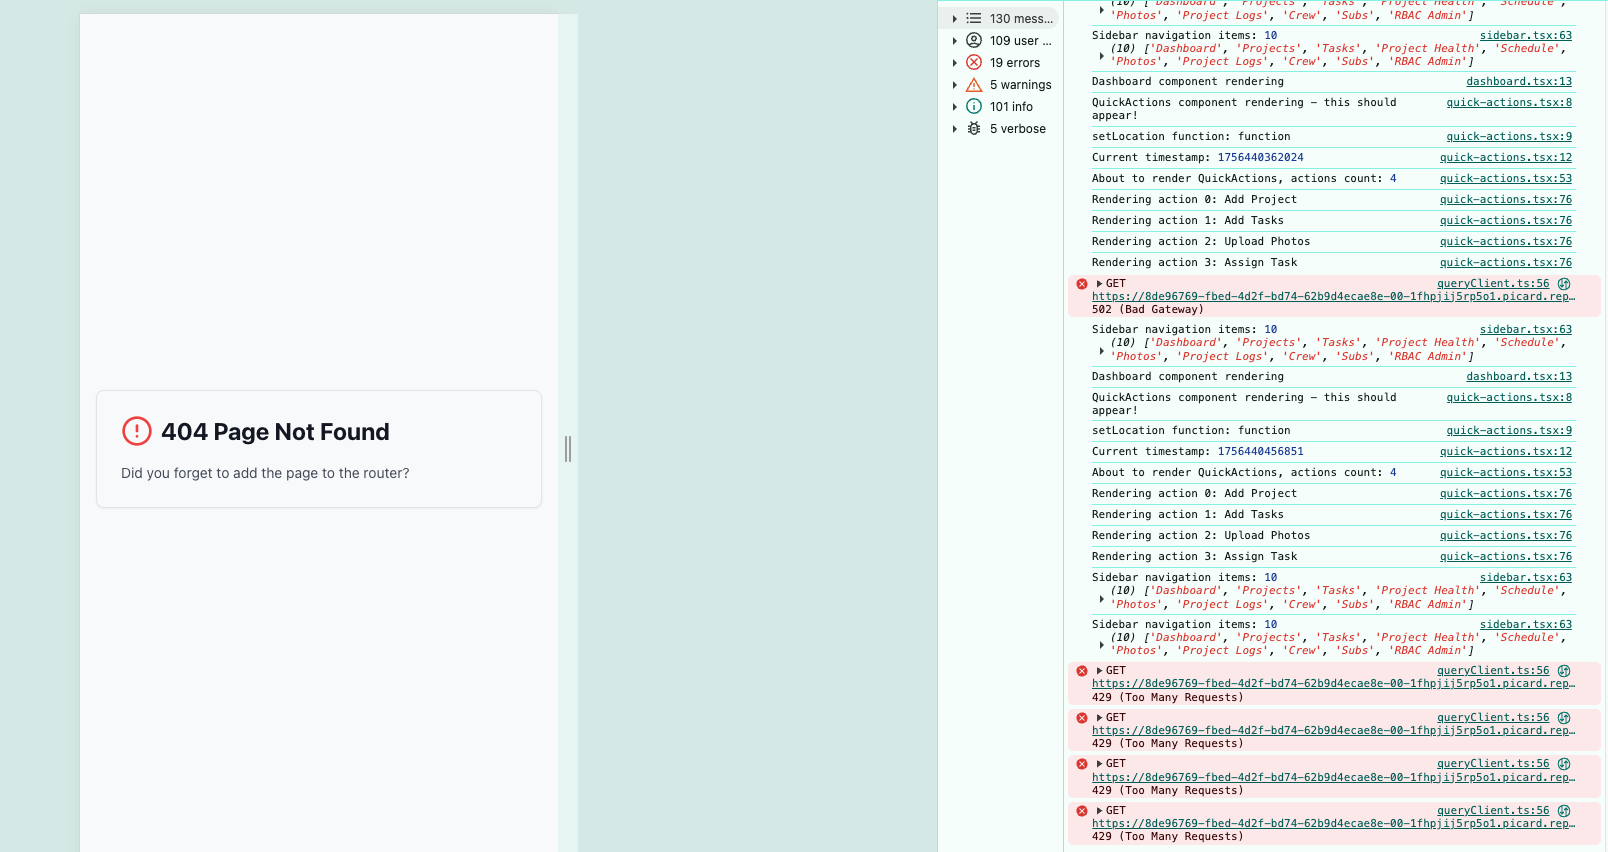 404 Page Not Found
Did you forget to add the page to the router?
130 mess...
109 user ...
19 errors
5 warnings
101 info
5 verbose
(10) ['Dashboard', 'Projects', 'Tasks', 'Project Health', 'Schedule',
'Photos', 'Project Logs', 'Crew', 'Subs', 'RBAC Admin']
Sidebar navigation items: 10 sidebar.tsx:63
(10) ['Dashboard', 'Projects', 'Tasks', 'Project Health', 'Schedule',
'Photos', 'Project Logs', 'Crew', 'Subs', 'RBAC Admin']
Dashboard component rendering dashboard.tsx:13
QuickActions component rendering – this should quick-actions.tsx:8
appear!
setLocation function: function quick-actions.tsx:9
Current timestamp: 1756440362024 quick-actions.tsx:12
About to render QuickActions, actions count: 4 quick-actions.tsx:53
Rendering action 0: Add Project quick-actions.tsx:76
Rendering action 1: Add Tasks quick-actions.tsx:76
Rendering action 2: Upload Photos quick-actions.tsx:76
Rendering action 3: Assign Task quick-actions.tsx:76
GET queryClient.ts:56
https://8de96769-fbed-4d2f-bd74-62b9d4ecae8e-00-1fhpjij5rp5o1.picard.rep…
502 (Bad Gateway)
Sidebar navigation items: 10 sidebar.tsx:63
(10) ['Dashboard', 'Projects', 'Tasks', 'Project Health', 'Schedule',
'Photos', 'Project Logs', 'Crew', 'Subs', 'RBAC Admin']
Dashboard component rendering dashboard.tsx:13
QuickActions component rendering – this should quick-actions.tsx:8
appear!
setLocation function: function quick-actions.tsx:9
Current timestamp: 1756440456851 quick-actions.tsx:12
About to render QuickActions, actions count: 4 quick-actions.tsx:53
Rendering action 0: Add Project quick-actions.tsx:76
Rendering action 1: Add Tasks quick-actions.tsx:76
Rendering action 2: Upload Photos quick-actions.tsx:76
Rendering action 3: Assign Task quick-actions.tsx:76
Sidebar navigation items: 10 sidebar.tsx:63
(10) ['Dashboard', 'Projects', 'Tasks', 'Project Health', 'Schedule',
'Photos', 'Project Logs', 'Crew', 'Subs', 'RBAC Admin']
Sidebar navigation items: 10 sidebar.tsx:63
(10) ['Dashboard', 'Projects', 'Tasks', 'Project Health', 'Schedule',
'Photos', 'Project Logs', 'Crew', 'Subs', 'RBAC Admin']
GET queryClient.ts:56
https://8de96769-fbed-4d2f-bd74-62b9d4ecae8e-00-1fhpjij5rp5o1.picard.rep…
429 (Too Many Requests)
GET queryClient.ts:56
https://8de96769-fbed-4d2f-bd74-62b9d4ecae8e-00-1fhpjij5rp5o1.picard.rep…
429 (Too Many Requests)
GET queryClient.ts:56
https://8de96769-fbed-4d2f-bd74-62b9d4ecae8e-00-1fhpjij5rp5o1.picard.rep…
429 (Too Many Requests)
GET queryClient.ts:56
https://8de96769-fbed-4d2f-bd74-62b9d4ecae8e-00-1fhpjij5rp5o1.picard.rep…
429 (Too Many Requests)